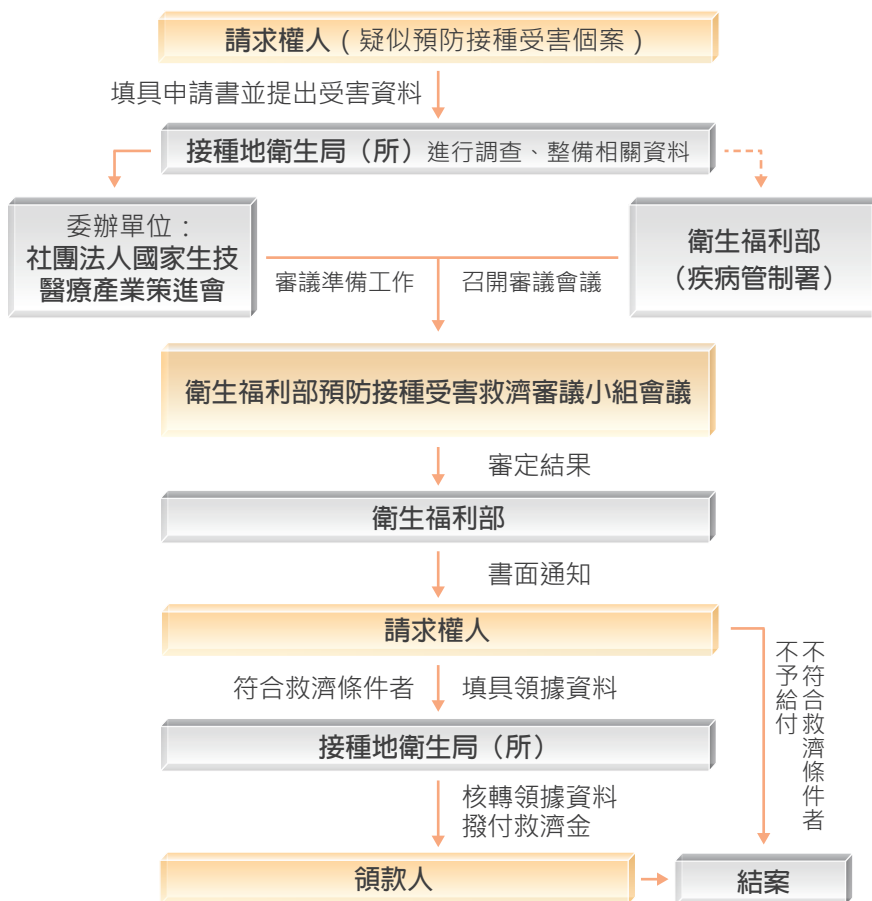 請求權人（疑似預防接種受害個案）
填具申請書並提出受害資料
接種地衛生局（所）進行調查、整備相關資料
委辦單位：
社團法人國家生技
醫療產業策進會
衛生福利部
（疾病管制署）
審議準備工作
召開審議會議
衛生福利部預防接種受害救濟審議小組會議
審定結果
衛生福利部
書面通知
請求權人
符合救濟條件者
填具領據資料
不符合救濟條件者
不予給付
接種地衛生局（所）
核轉領據資料
撥付救濟金
領款人
結案